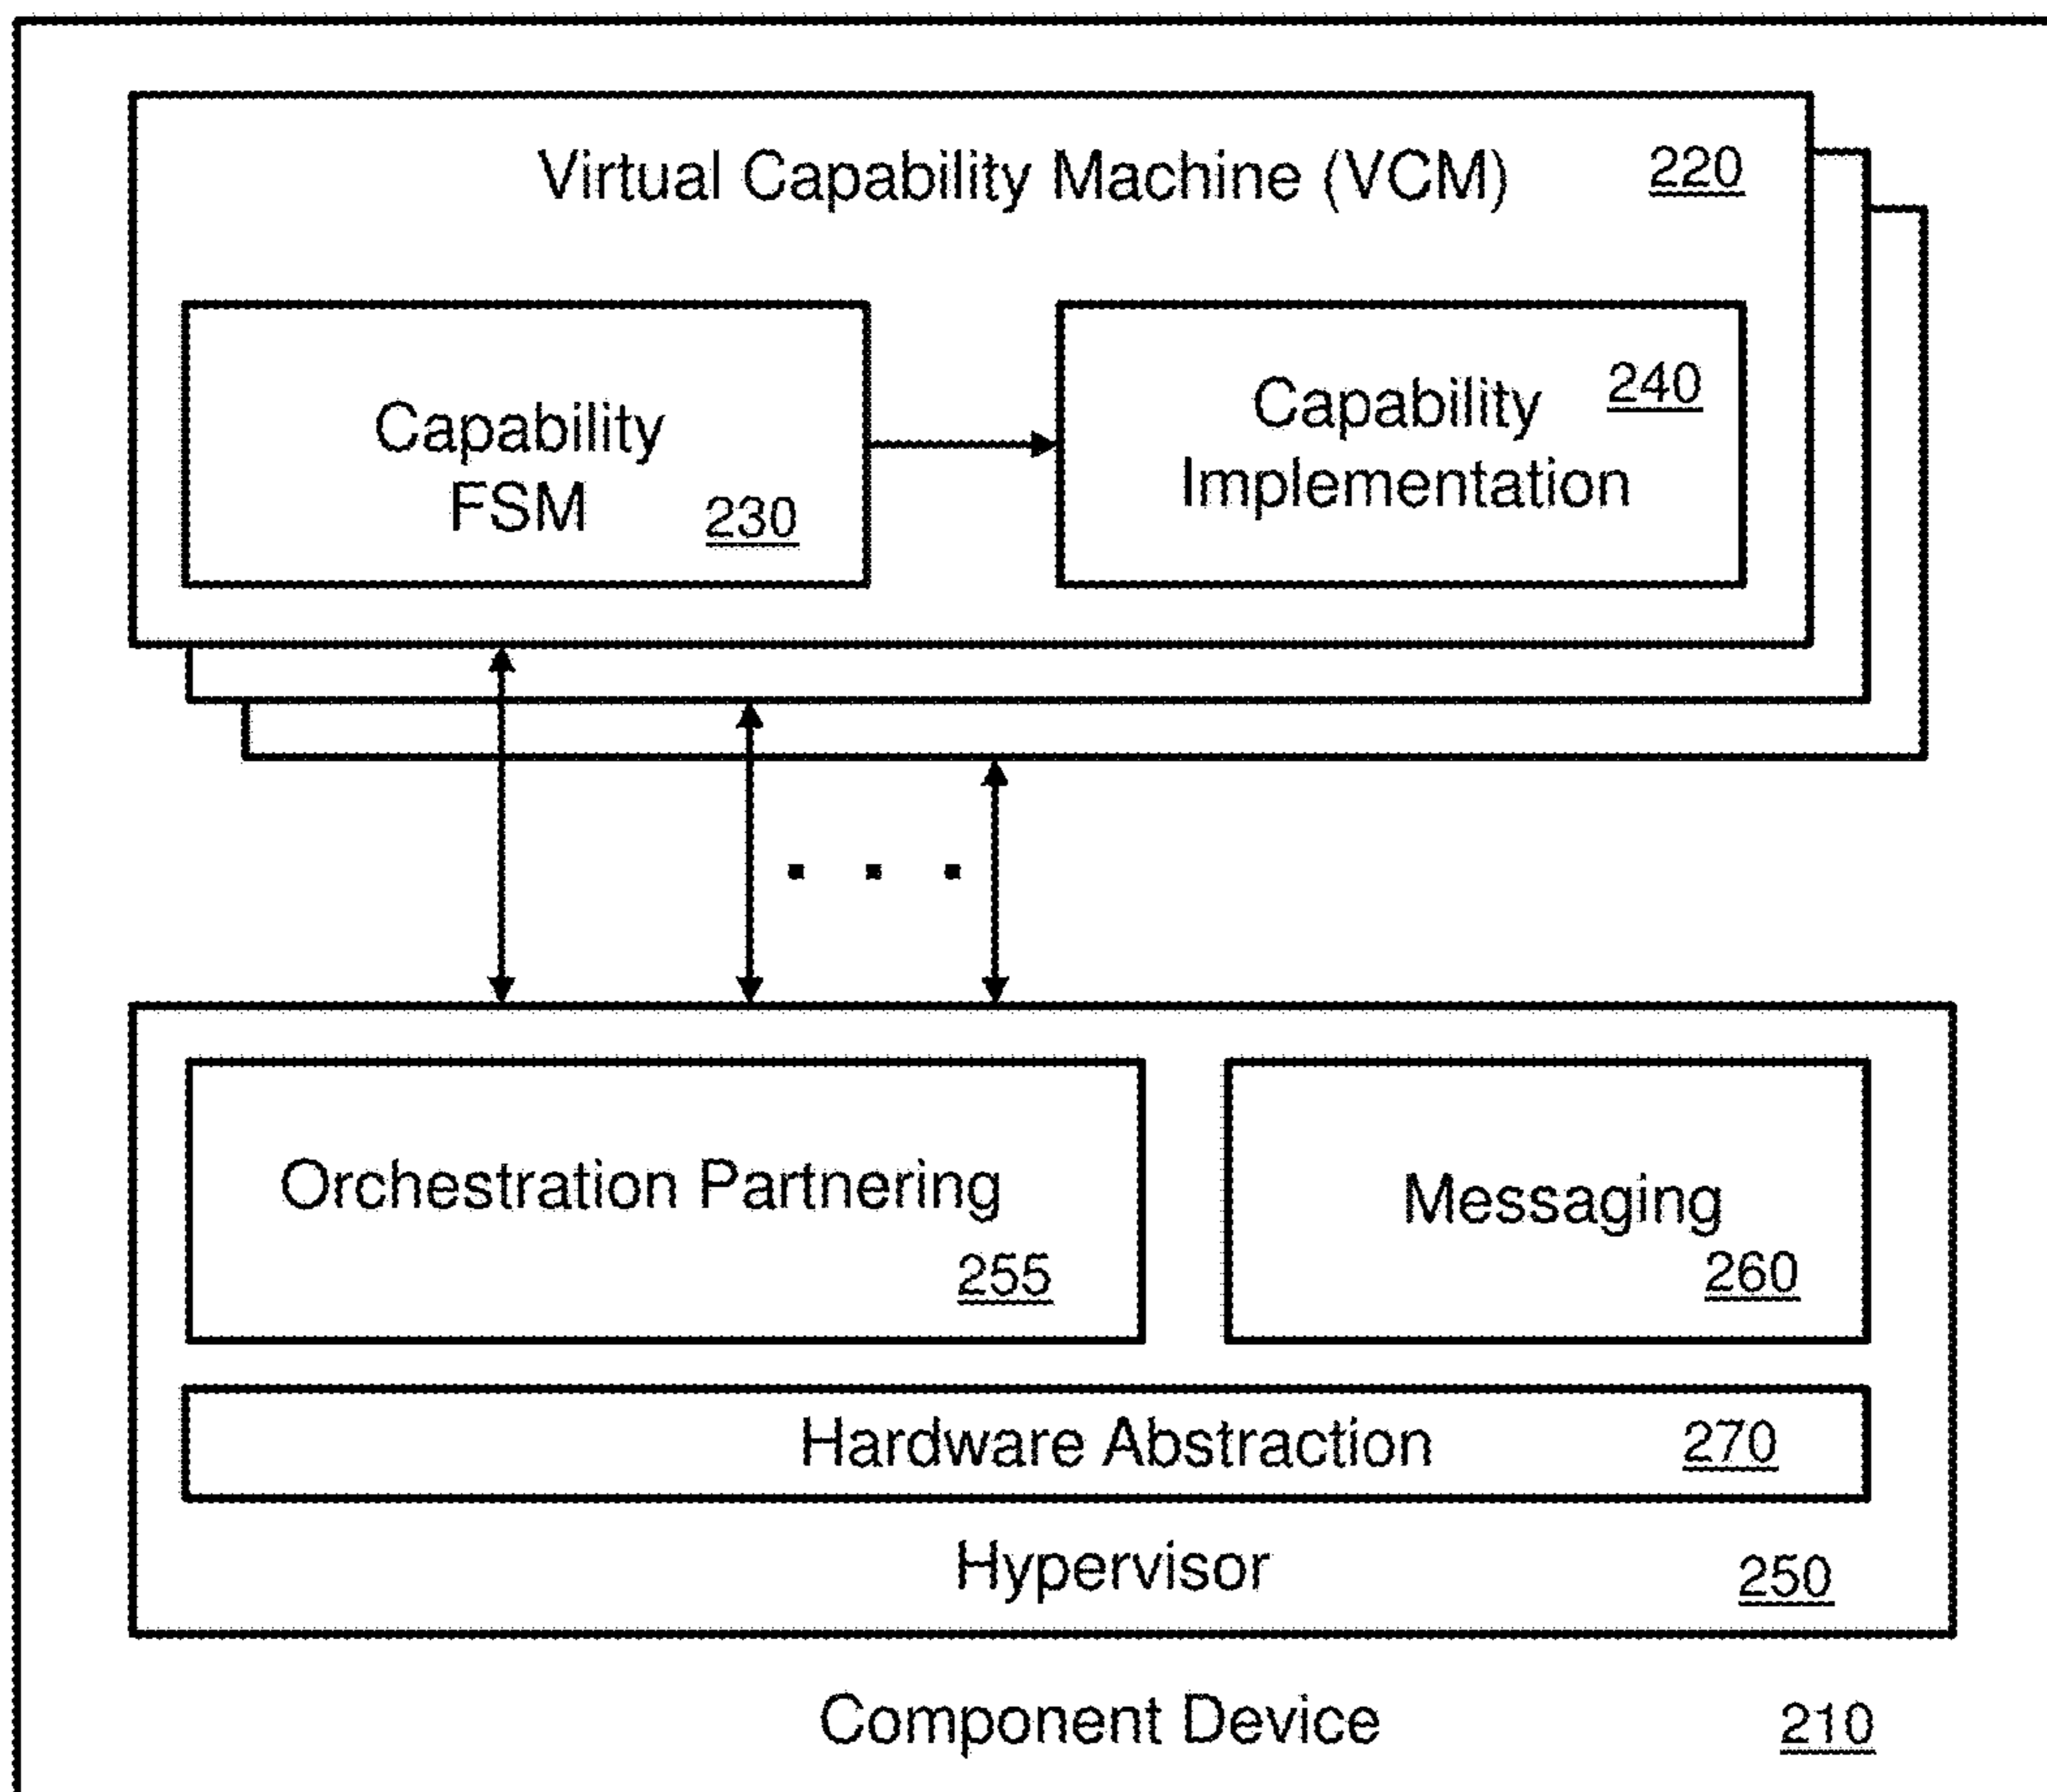 Virtual Capability Machine (VCM) 220
Capability
FSM 230
Capability 240
Implementation
Orchestration Partnering
255
Messaging
260
Hardware Abstraction 270
Hypervisor 250
Component Device 210